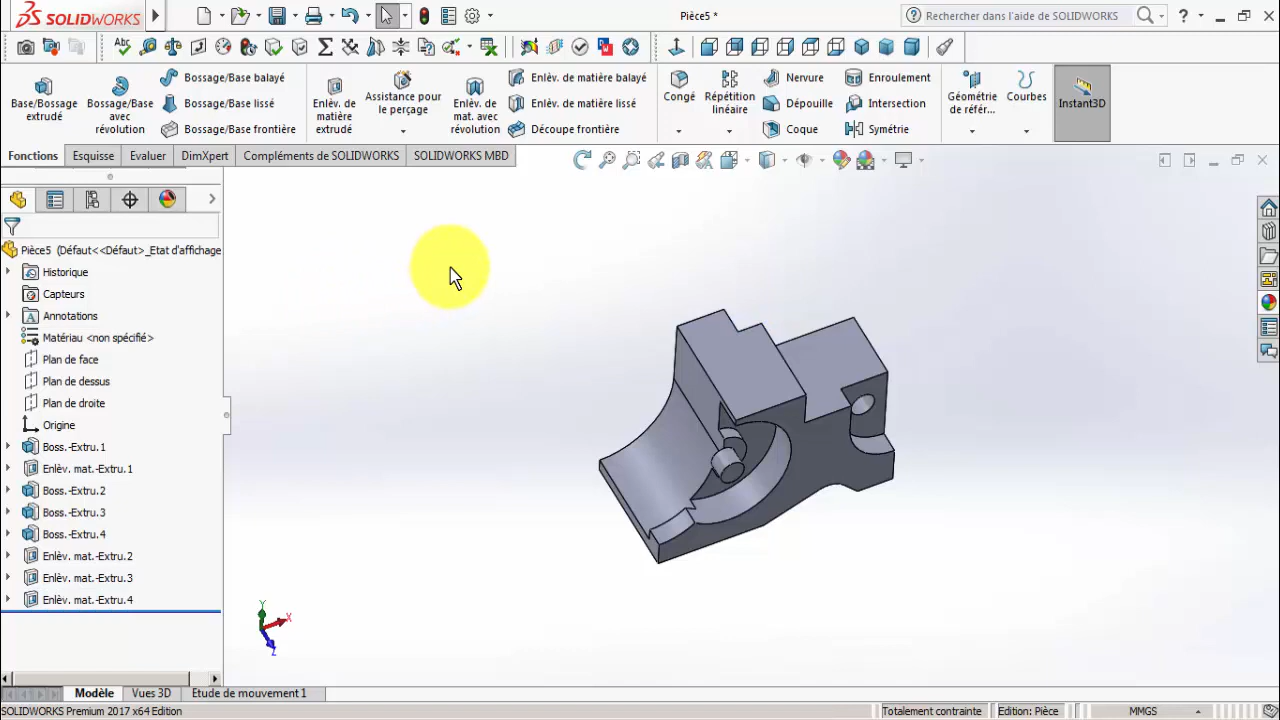 SOLIDWORKS
Pièce5 *
Rechercher dans l'aide de SOLIDWORKS
?
Base/Bossage extrudé
Bossage/Base avec révolution
Bossage/Base balayé
Bossage/Base lissé
Bossage/Base frontière
Enlèv. de matière extrudé
Assistance pour le perçage
Enlèv. de mat. avec révolution
Enlèv. de matière balayé
Enlèv. de matière lissé
Découpe frontière
Congé
Répétition linéaire
Nervure
Dépouille
Coque
Enroulement
Intersection
Symétrie
Géométrie de référ...
Courbes
Instant3D
Fonctions
Esquisse
Evaluer
DimXpert
Compléments de SOLIDWORKS
SOLIDWORKS MBD
Pièce5 (Défaut<<Défaut>_Etat d'affichage
Historique
Capteurs
Annotations
Matériau <non spécifié>
Plan de face
Plan de dessus
Plan de droite
Origine
Boss.-Extru.1
Enlèv. mat.-Extru.1
Boss.-Extru.2
Boss.-Extru.3
Boss.-Extru.4
Enlèv. mat.-Extru.2
Enlèv. mat.-Extru.3
Enlèv. mat.-Extru.4
Y
X
Z
Modèle
Vues 3D
Etude de mouvement 1
SOLIDWORKS Premium 2017 x64 Edition
Totalement contrainte
Edition: Pièce
MMGS